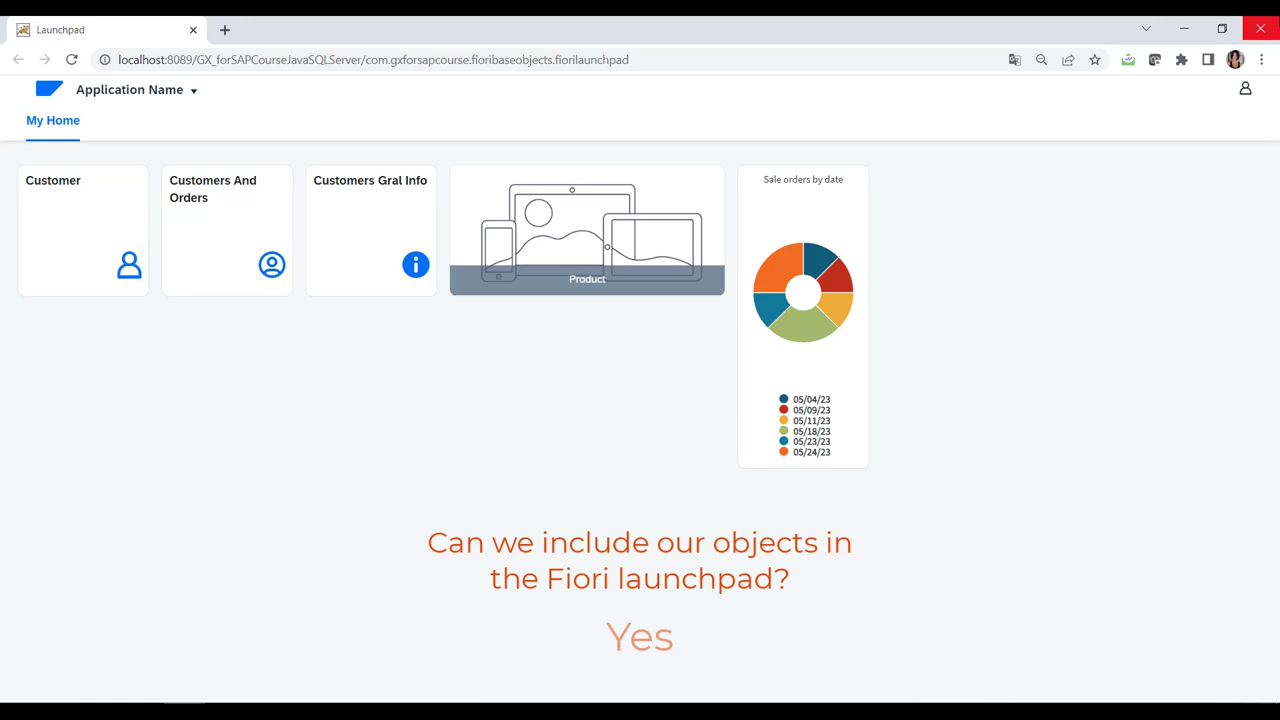 Launchpad
localhost:8089/GX_forSAPCourseJavaSQLServer/com.gxforsapcourse.fioribaseobjects.fiorilaunchpad
Application Name
My Home
Customer
Customers And
Orders
Customers Gral Info
Product
Sale orders by date
05/04/23
05/09/23
05/11/23
05/18/23
05/23/23
05/24/23
Can we include our objects in
the Fiori launchpad?
Yes